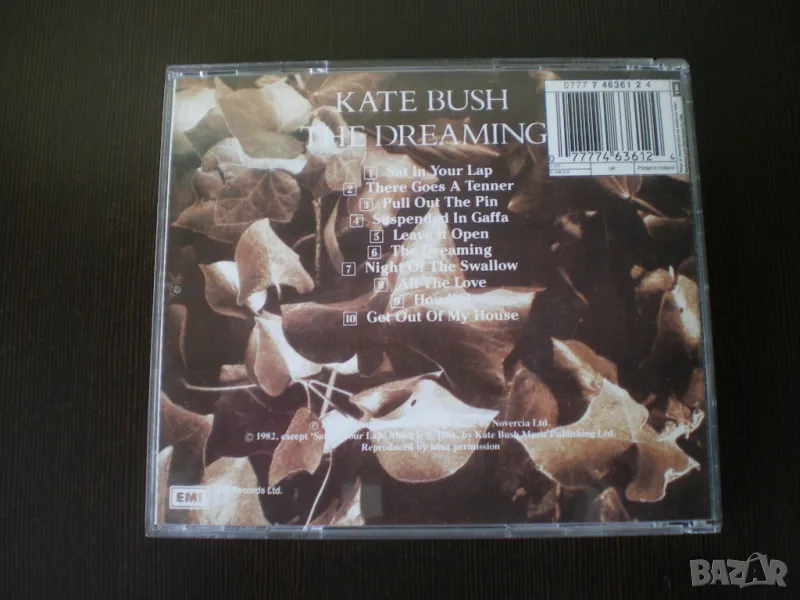 KATE BUSH
THE DREAMING
0777 7 46361 2 4
0 77774 63612 4
UK
Printed in Holland
1 Sat In Your Lap
2 There Goes A Tenner
3 Pull Out The Pin
4 Suspended In Gaffa
5 Leave It Open
6 The Dreaming
7 Night Of The Swallow
8 All The Love
9 Houdini
10 Get Out Of My House
℗ by Novercia Ltd.
© 1982, except 'Sat In Your Lap' which is © 1981, by Kate Bush Music Publishing Ltd.
Reproduced by kind permission
EMI Records Ltd.
BAZAR